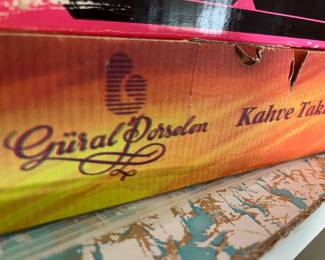 Güral Porselen
Kahve Tak